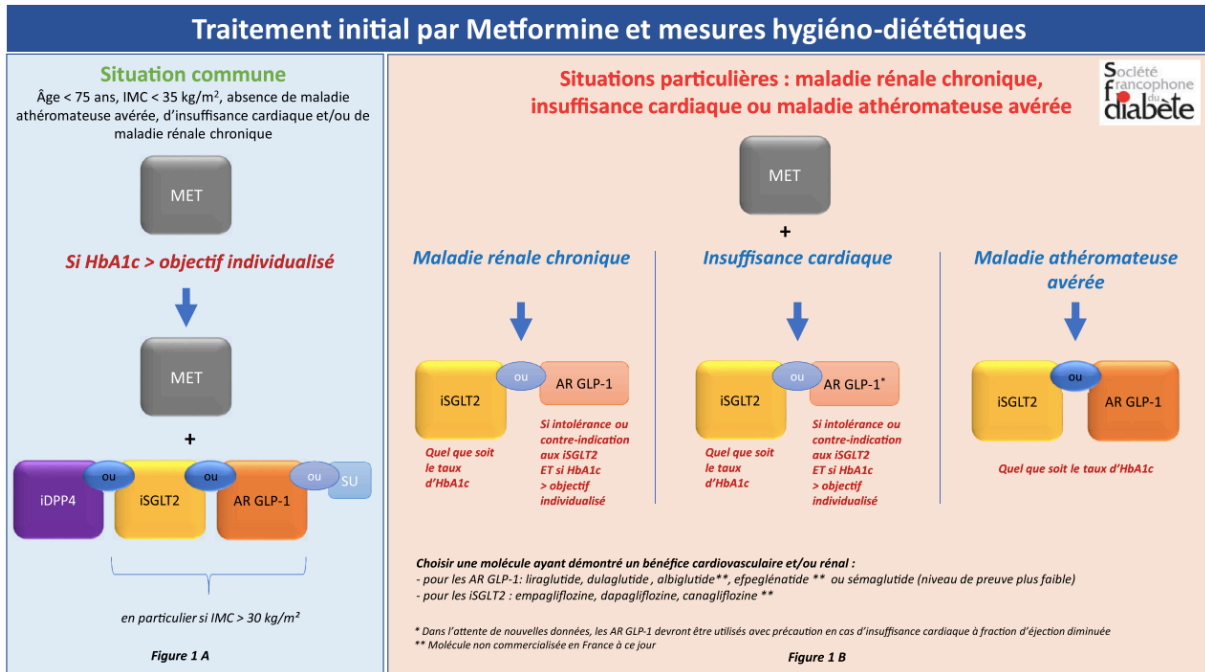 Traitement initial par Metformine et mesures hygiéno-diététiques
Situation commune
Âge < 75 ans, IMC < 35 kg/m², absence de maladie
athéromateuse avérée, d’insuffisance cardiaque et/ou de
maladie rénale chronique
MET
Si HbA1c > objectif individualisé
MET
+
iDPP4
ou
iSGLT2
ou
AR GLP-1
ou
SU
en particulier si IMC > 30 kg/m²
Figure 1 A
Situations particulières : maladie rénale chronique,
insuffisance cardiaque ou maladie athéromateuse avérée
Société
francophone
du
diabète
MET
+
Maladie rénale chronique
iSGLT2
ou
AR GLP-1
Quel que soit
le taux
d’HbA1c
Si intolérance ou
contre-indication
aux iSGLT2
ET si HbA1c
> objectif
individualisé
Insuffisance cardiaque
iSGLT2
ou
AR GLP-1*
Quel que soit
le taux
d’HbA1c
Si intolérance ou
contre-indication
aux iSGLT2
ET si HbA1c
> objectif
individualisé
Maladie athéromateuse
avérée
iSGLT2
ou
AR GLP-1
Quel que soit le taux d’HbA1c
Choisir une molécule ayant démontré un bénéfice cardiovasculaire et/ou rénal :
- pour les AR GLP-1: liraglutide, dulaglutide , albiglutide**, efpeglénatide ** ou sémaglutide (niveau de preuve plus faible)
- pour les iSGLT2 : empagliflozine, dapagliflozine, canagliflozine **
* Dans l’attente de nouvelles données, les AR GLP-1 devront être utilisés avec précaution en cas d’insuffisance cardiaque à fraction d’éjection diminuée
** Molécule non commercialisée en France à ce jour
Figure 1 B